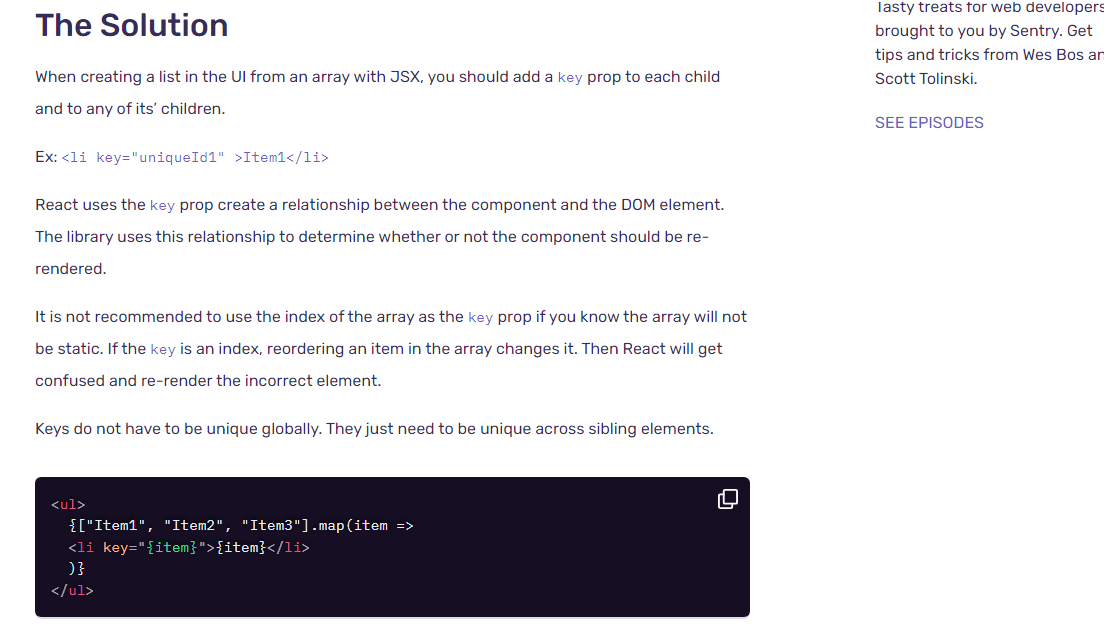 The Solution
When creating a list in the UI from an array with JSX, you should add a key prop to each child
and to any of its’ children.
Ex: <li key="uniqueId1" >Item1</li>
React uses the key prop create a relationship between the component and the DOM element.
The library uses this relationship to determine whether or not the component should be re-
rendered.
It is not recommended to use the index of the array as the key prop if you know the array will not
be static. If the key is an index, reordering an item in the array changes it. Then React will get
confused and re-render the incorrect element.
Keys do not have to be unique globally. They just need to be unique across sibling elements.
<ul>
  {["Item1", "Item2", "Item3"].map(item =>
  <li key="{item}">{item}</li>
  )}
</ul>
Tasty treats for web developers
brought to you by Sentry. Get
tips and tricks from Wes Bos an
Scott Tolinski.
SEE EPISODES